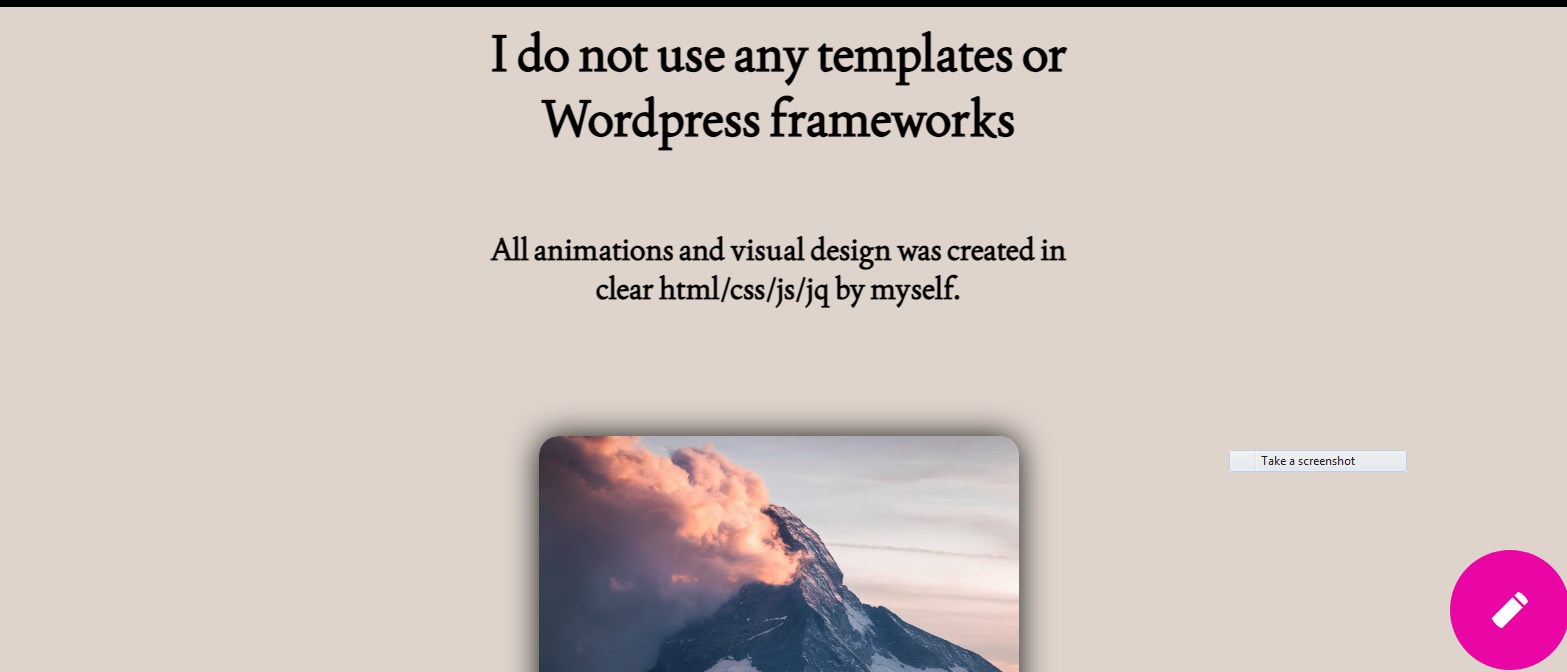 I do not use any templates or
Wordpress frameworks
All animations and visual design was created in
clear html/css/js/jq by myself.
Take a screenshot